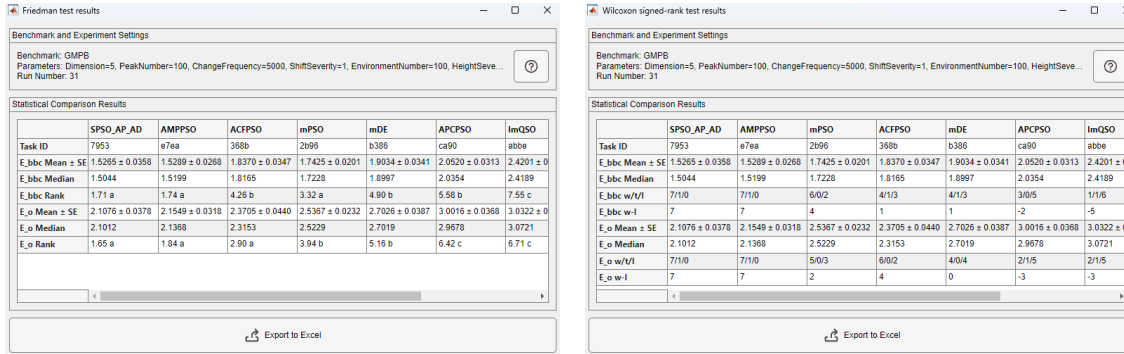 Friedman test results
Benchmark and Experiment Settings
Benchmark: GMPB
Parameters: Dimension=5, PeakNumber=100, ChangeFrequency=5000, ShiftSeverity=1, EnvironmentNumber=100, HeightSeve...
Run Number: 31
Statistical Comparison Results
SPSO_AP_AD AMPPSO ACFPSO mPSO mDE APCPSO ImQSO
Task ID 7953 e7ea 368b 2b96 b386 ca90 abbe
E_bbc Mean ± SE 1.5265 ± 0.0358 1.5289 ± 0.0268 1.8370 ± 0.0347 1.7425 ± 0.0201 1.9034 ± 0.0341 2.0520 ± 0.0313 2.4201 ± 0
E_bbc Median 1.5044 1.5199 1.8165 1.7228 1.8997 2.0354 2.4189
E_bbc Rank 1.71 a 1.74 a 4.26 b 3.32 a 4.90 b 5.58 b 7.55 c
E_o Mean ± SE 2.1076 ± 0.0378 2.1549 ± 0.0318 2.3705 ± 0.0440 2.5367 ± 0.0232 2.7026 ± 0.0387 3.0016 ± 0.0368 3.0322 ± 0
E_o Median 2.1012 2.1368 2.3153 2.5229 2.7019 2.9678 3.0721
E_o Rank 1.65 a 1.84 a 2.90 a 3.94 b 5.16 b 6.42 c 6.71 c
Export to Excel
Wilcoxon signed-rank test results
Benchmark and Experiment Settings
Benchmark: GMPB
Parameters: Dimension=5, PeakNumber=100, ChangeFrequency=5000, ShiftSeverity=1, EnvironmentNumber=100, HeightSeve...
Run Number: 31
Statistical Comparison Results
SPSO_AP_AD AMPPSO mPSO ACFPSO mDE APCPSO ImQSO
Task ID 7953 e7ea 2b96 368b b386 ca90 abbe
E_bbc Mean ± SE 1.5265 ± 0.0358 1.5289 ± 0.0268 1.7425 ± 0.0201 1.8370 ± 0.0347 1.9034 ± 0.0341 2.0520 ± 0.0313 2.4201 ±
E_bbc Median 1.5044 1.5199 1.7228 1.8165 1.8997 2.0354 2.4189
E_bbc w/t/l 7/1/0 7/1/0 6/0/2 4/1/3 4/1/3 3/0/5 1/1/6
E_bbc w-l 7 7 4 1 1 -2 -5
E_o Mean ± SE 2.1076 ± 0.0378 2.1549 ± 0.0318 2.5367 ± 0.0232 2.3705 ± 0.0440 2.7026 ± 0.0387 3.0016 ± 0.0368 3.0322 ±
E_o Median 2.1012 2.1368 2.5229 2.3153 2.7019 2.9678 3.0721
E_o w/t/l 7/1/0 7/1/0 5/0/3 6/0/2 4/0/4 2/1/5 2/1/5
E_o w-l 7 7 2 4 0 -3 -3
Export to Excel